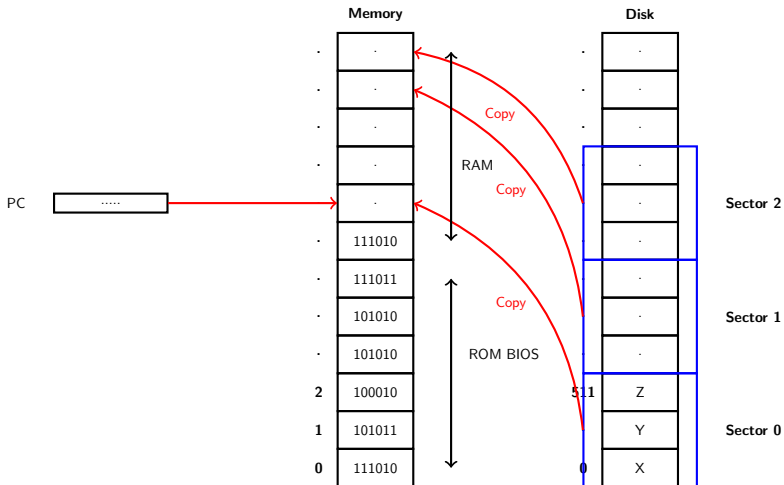 Memory Disk
. . . .
. . . .
. . . .
Copy
. . . .
RAM
PC ..... . . Copy . Sector 2
. 111010 . .
. 111011 . .
Copy
. 101010 . . Sector 1
. 101010 ROM BIOS . .
2 100010 511 Z
1 101011 Y Sector 0
0 111010 0 X